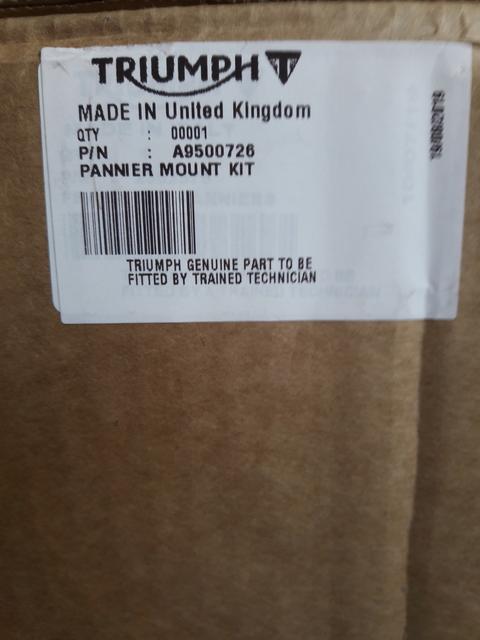 TRIUMPH
MADE IN United Kingdom
QTY : 00001
P/N : A9500726
PANNIER MOUNT KIT
TRIUMPH GENUINE PART TO BE
FITTED BY TRAINED TECHNICIAN